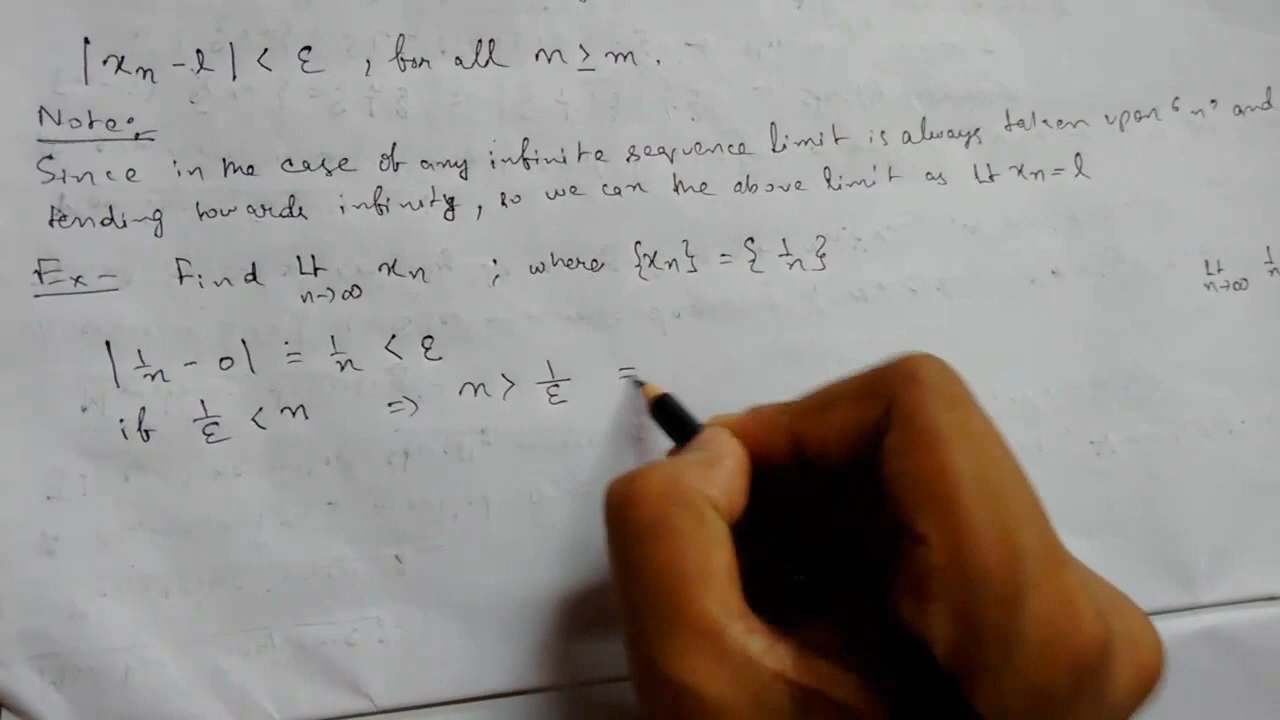 |xn - l| < ε , for all n ≥ m .
Note:
Since in the case of any infinite sequence limit is always taken upon 'n' and
tending towards infinity, so we can the above limit as Lt xn = l
Ex - Find Lt n→∞ xn ; where {xn} = {1/n}
Lt n→∞ 1/n
|1/n - 0| = 1/n < ε
if 1/ε < n ⇒ n > 1/ε =